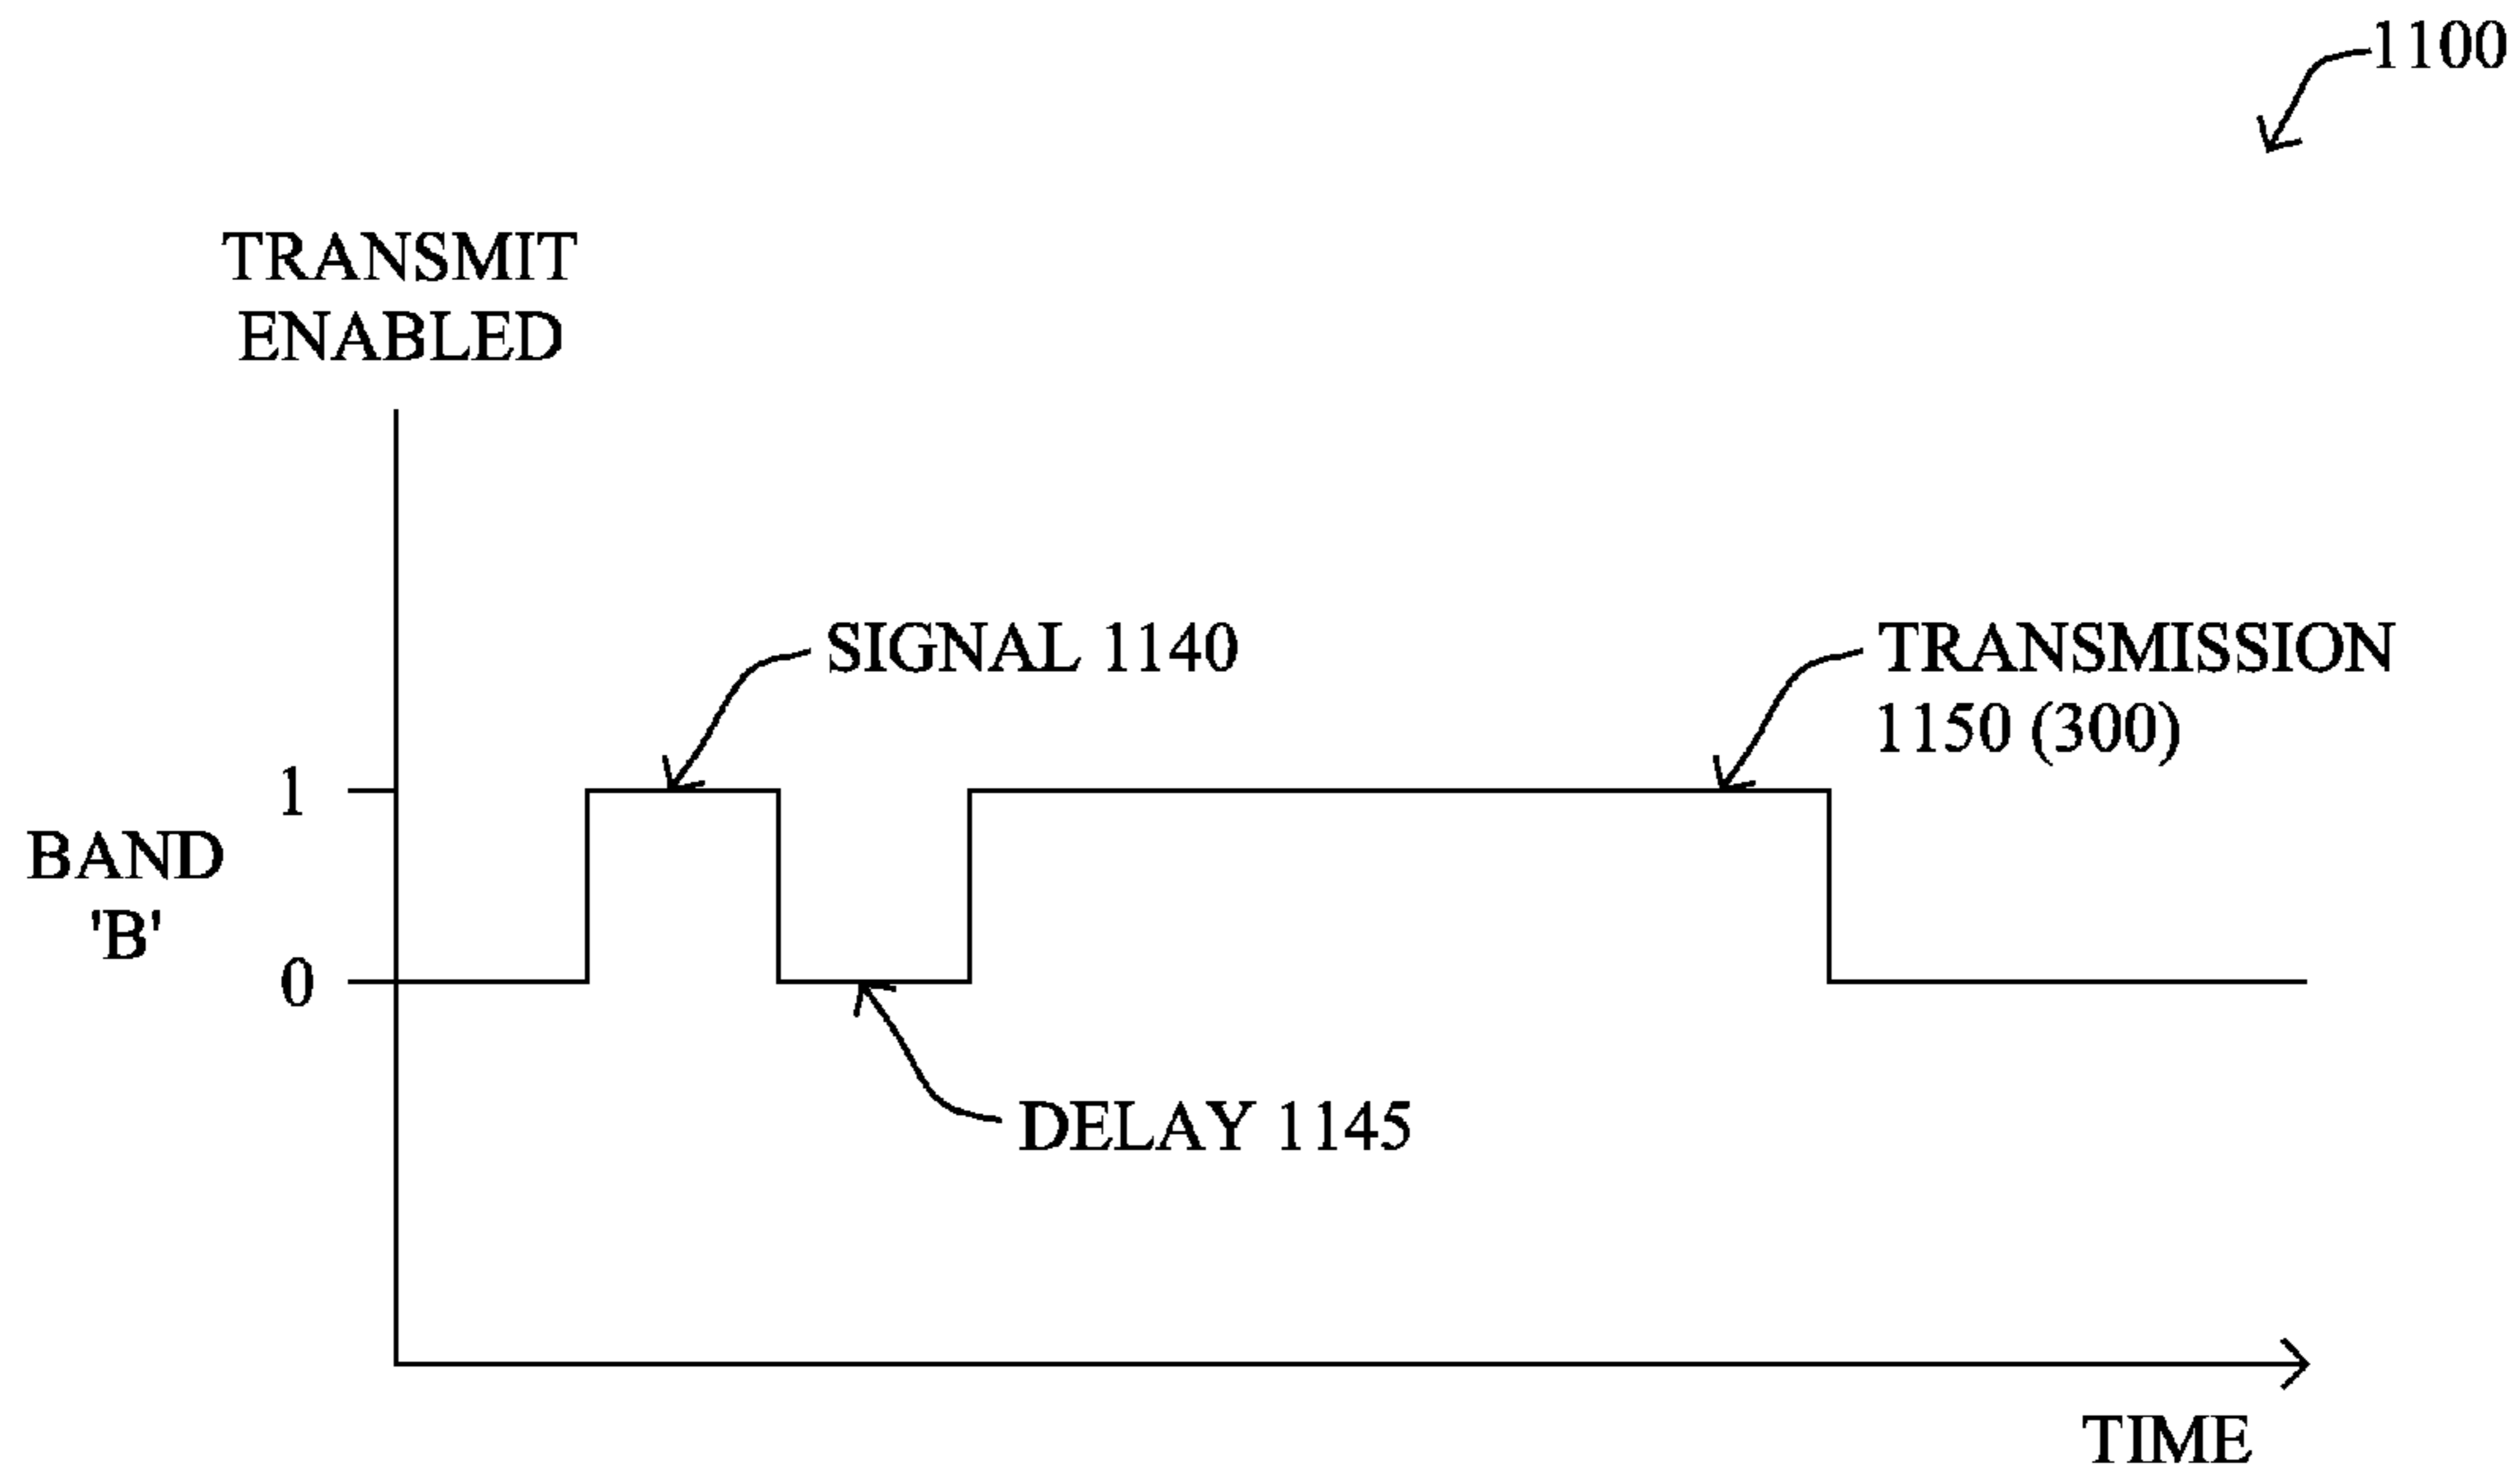 1100
TRANSMIT
ENABLED
SIGNAL 1140
TRANSMISSION
1150 (300)
1
BAND
'B'
0
DELAY 1145
TIME